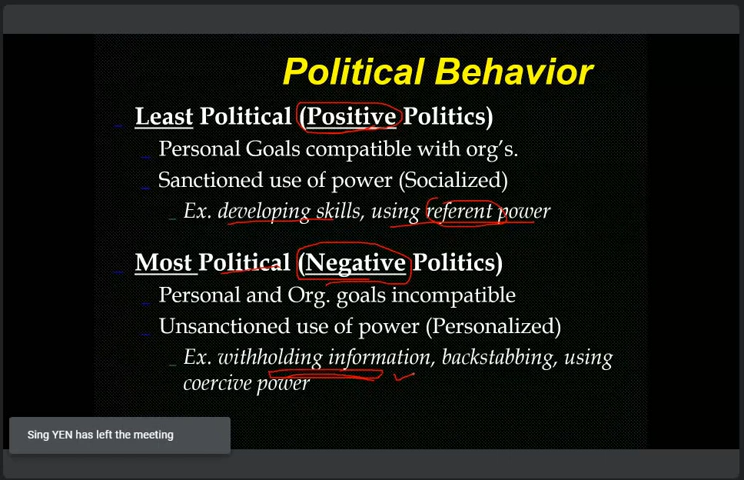 Political Behavior
Least Political (Positive Politics)
Personal Goals compatible with org's.
Sanctioned use of power (Socialized)
Ex. developing skills, using referent power
Most Political (Negative Politics)
Personal and Org. goals incompatible
Unsanctioned use of power (Personalized)
Ex. withholding information, backstabbing, using
coercive power
Sing YEN has left the meeting